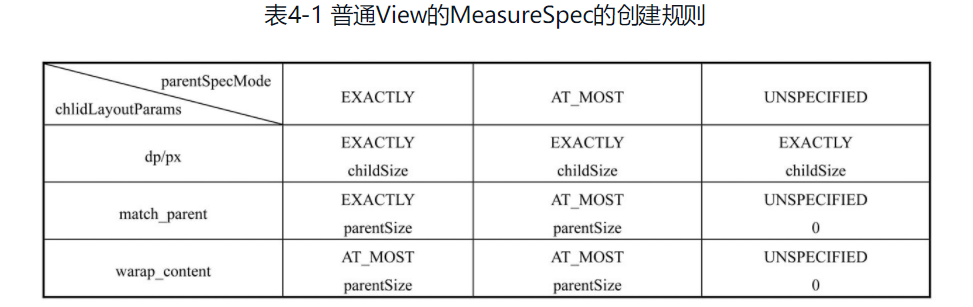 表4-1 普通View的MeasureSpec的创建规则
parentSpecMode
chlidLayoutParams
EXACTLY
AT_MOST
UNSPECIFIED
dp/px
EXACTLY
childSize
EXACTLY
childSize
EXACTLY
childSize
match_parent
EXACTLY
parentSize
AT_MOST
parentSize
UNSPECIFIED
0
warap_content
AT_MOST
parentSize
AT_MOST
parentSize
UNSPECIFIED
0